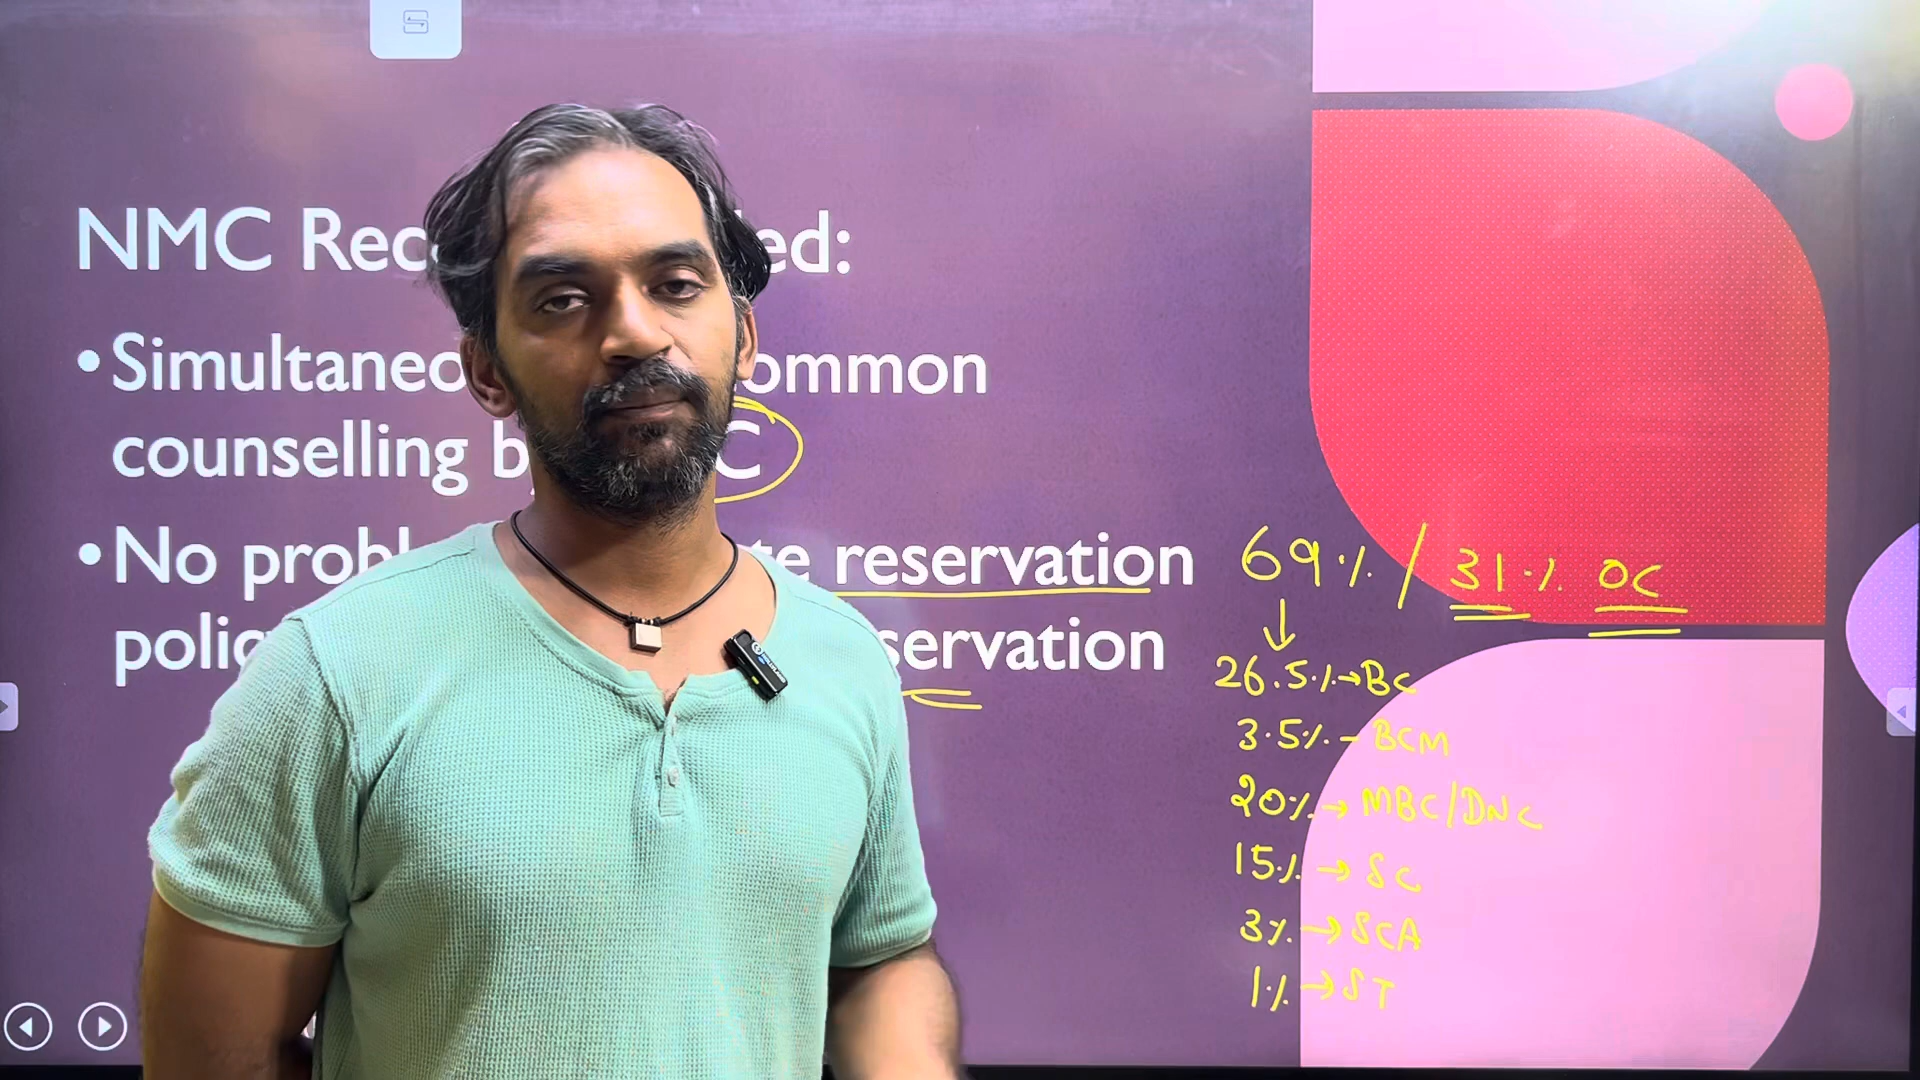 NMC Rec ed:
• Simultaneo ommon
counselling b C
• No probl te reservation
polic servation
69% / 31% OC
↓
26.5% → BC
3.5% - BCM
20% → MBC/DNC
15% → SC
3% → SCA
1% → ST